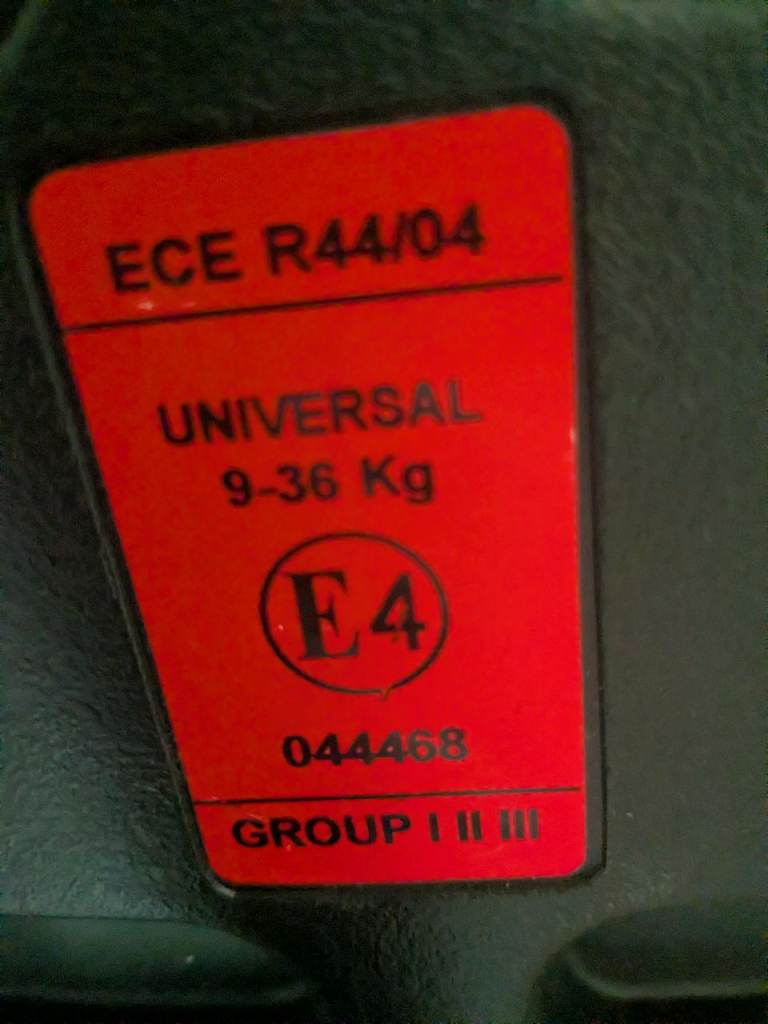 ECE R44/04
UNIVERSAL
9-36 Kg
E4
044468
GROUP I II III